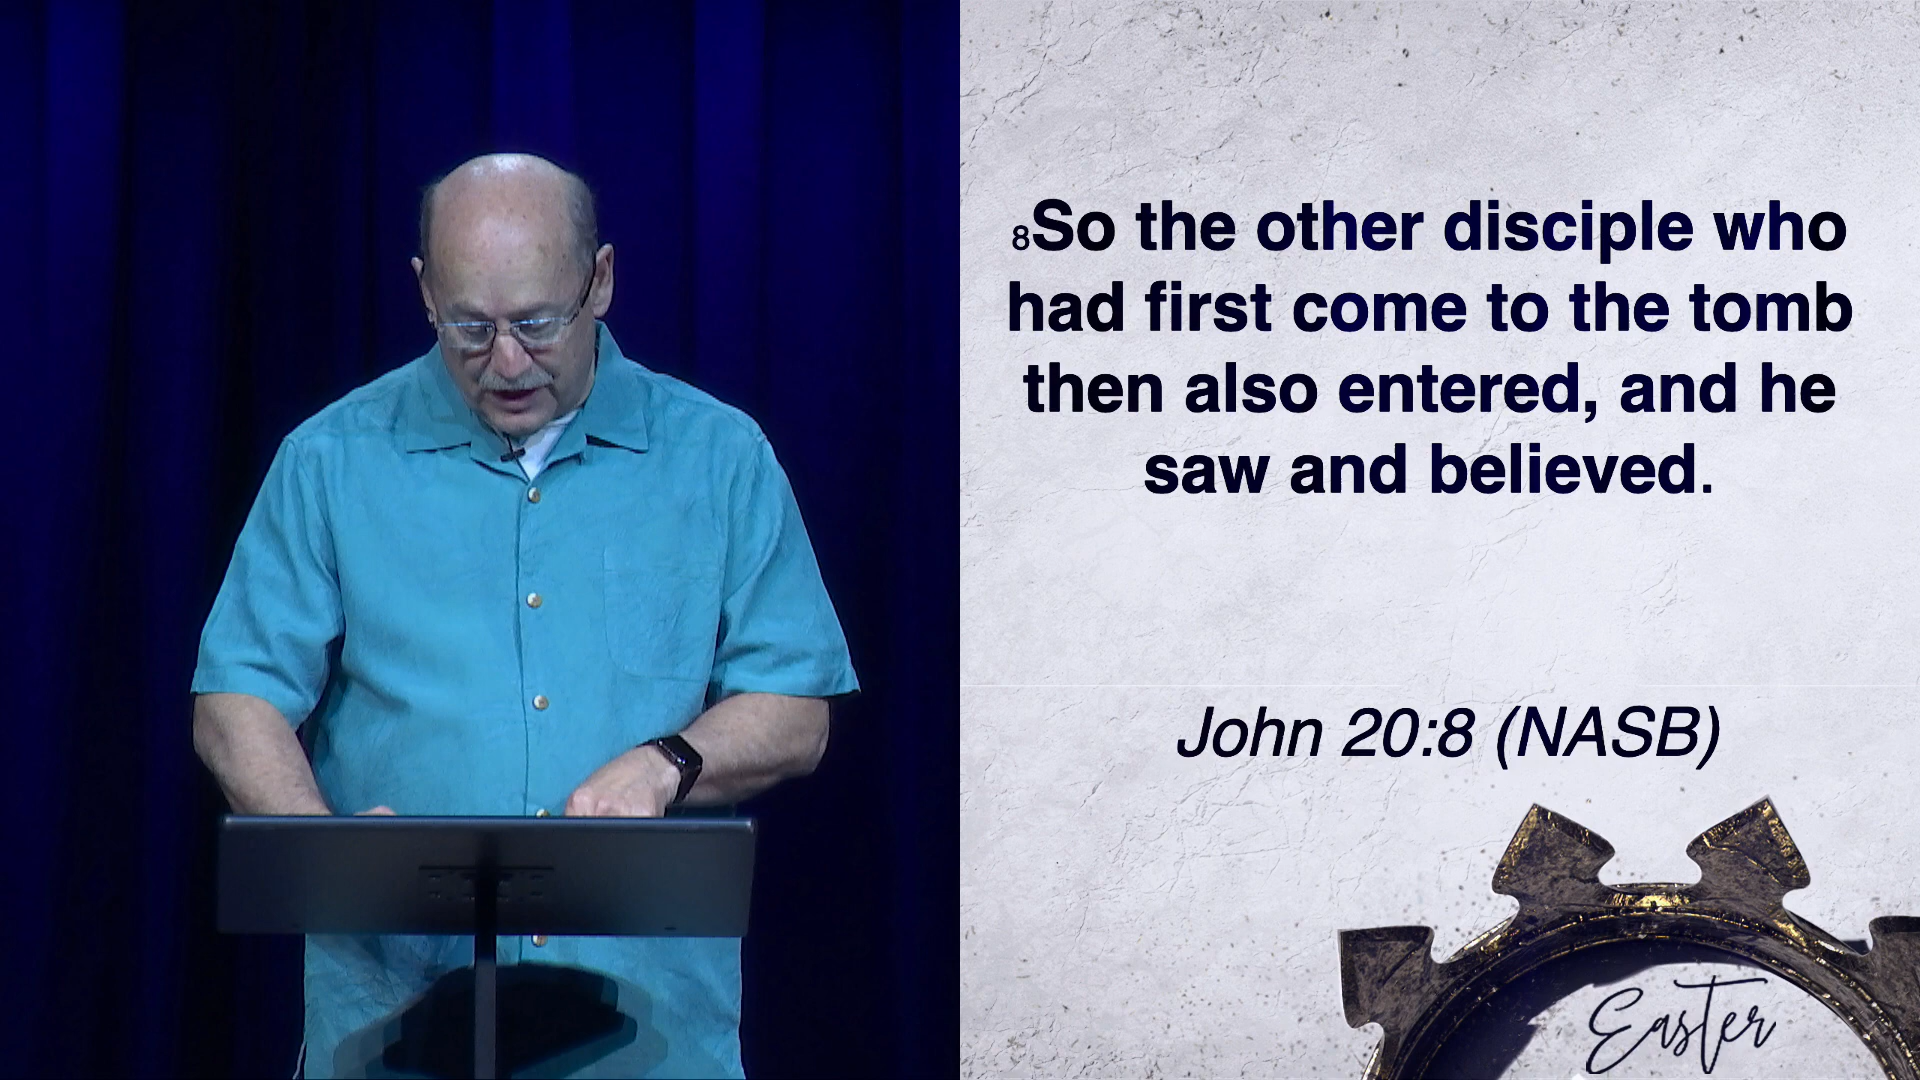 8So the other disciple who
had first come to the tomb
then also entered, and he
saw and believed.
John 20:8 (NASB)
Easter